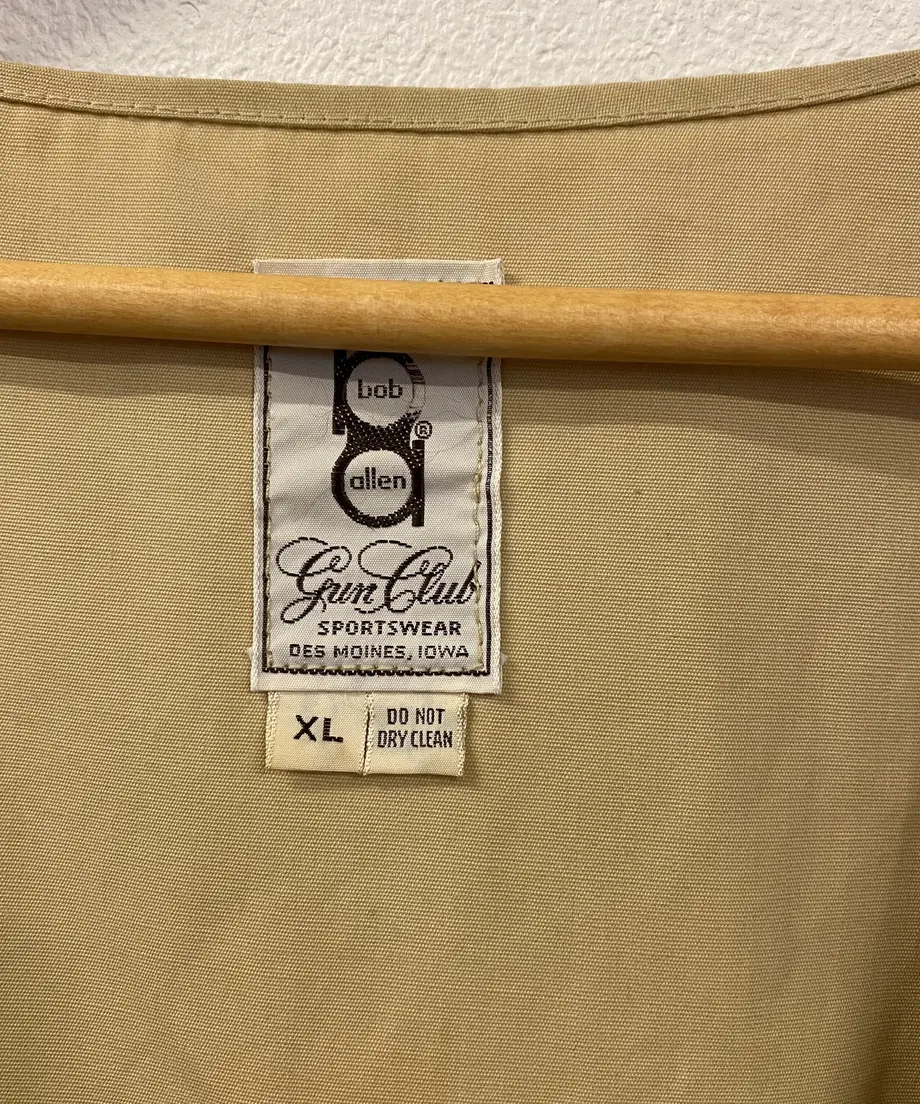 bob
®
allen
Gun Club
SPORTSWEAR
DES MOINES, IOWA
XL
DO NOT
DRY CLEAN